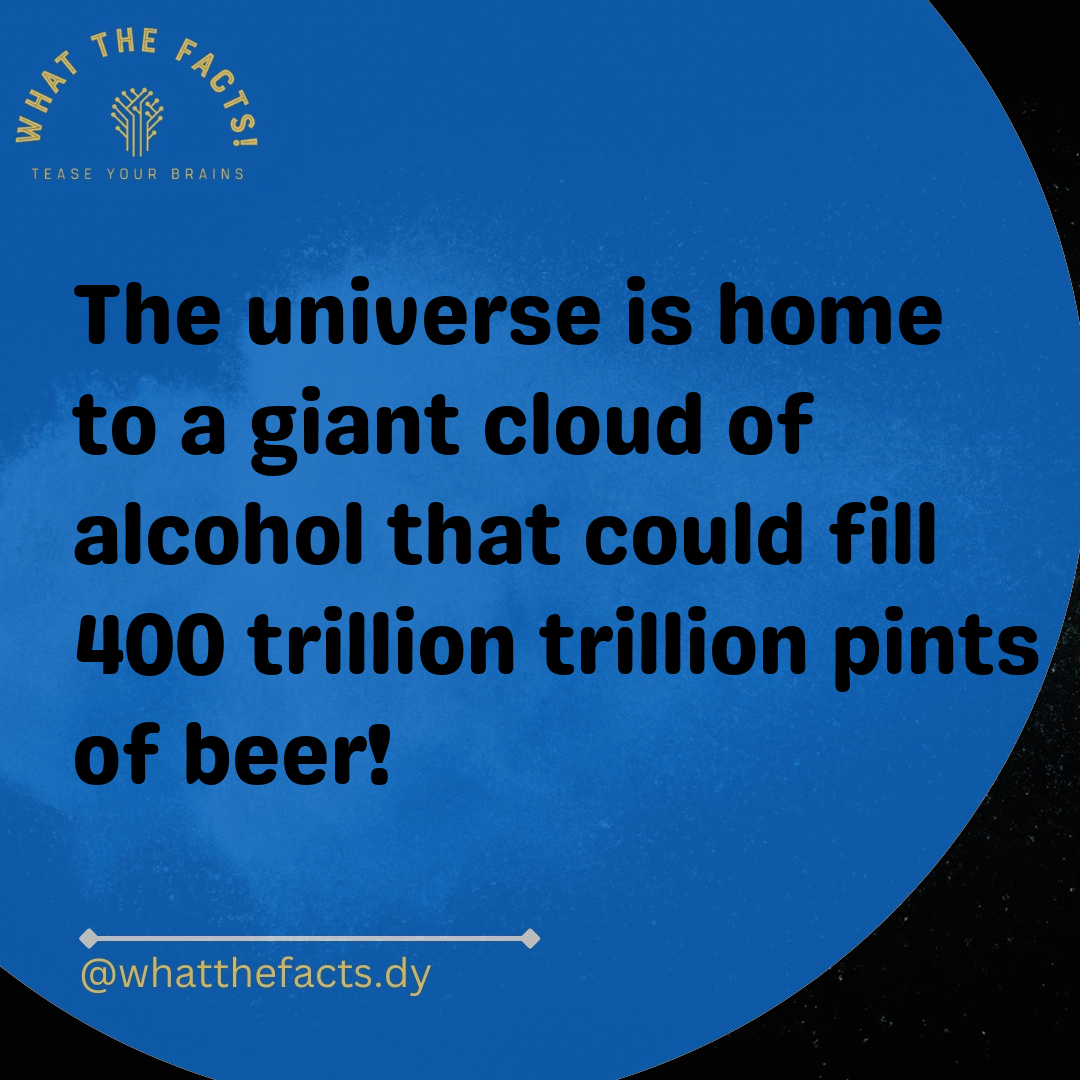 WHAT THE FACTS!
TEASE YOUR BRAINS
The universe is home
to a giant cloud of
alcohol that could fill
400 trillion trillion pints
of beer!
@whatthefacts.dy